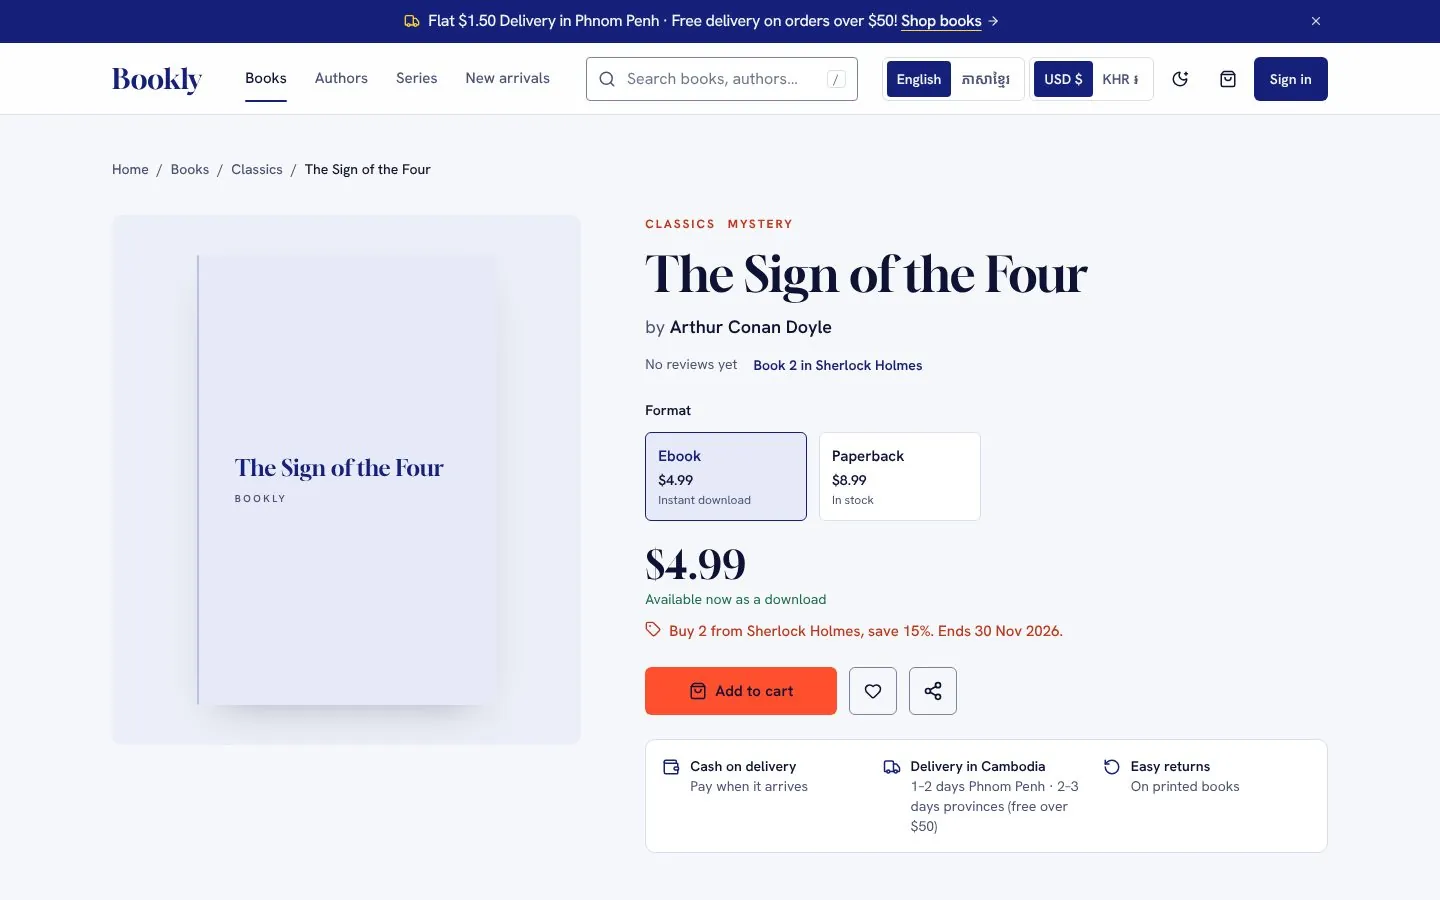 Flat $1.50 Delivery in Phnom Penh · Free delivery on orders over $50! Shop books →
Bookly
Books
Authors
Series
New arrivals
Search books, authors...
/
English
ភាសាខ្មែរ
USD $
KHR ៛
Sign in
Home / Books / Classics / The Sign of the Four
The Sign of the Four
BOOKLY
CLASSICS MYSTERY
The Sign of the Four
by Arthur Conan Doyle
No reviews yet
Book 2 in Sherlock Holmes
Format
Ebook
$4.99
Instant download
Paperback
$8.99
In stock
$4.99
Available now as a download
Buy 2 from Sherlock Holmes, save 15%. Ends 30 Nov 2026.
Add to cart
Cash on delivery
Pay when it arrives
Delivery in Cambodia
1–2 days Phnom Penh · 2–3
days provinces (free over
$50)
Easy returns
On printed books